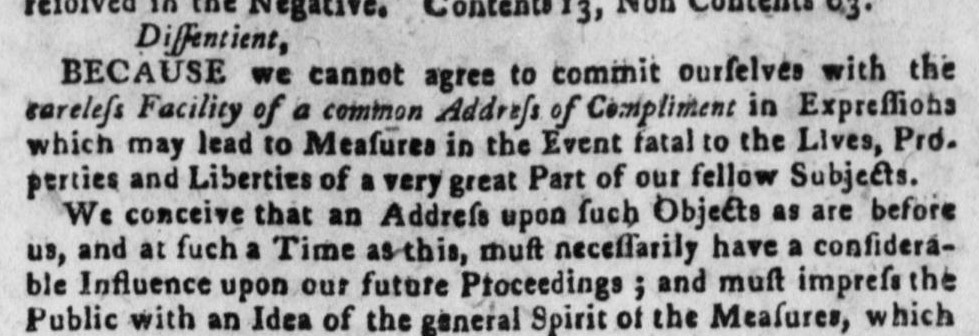 reſolved in the Negative. Contents 13, Non Contents 63.
Diſſentient,
BECAUSE we cannot agree to commit ourſelves with the
careleſs Facility of a common Addreſs of Compliment in Expreſſions
which may lead to Meaſures in the Event fatal to the Lives, Pro-
perties and Liberties of a very great Part of our fellow Subjects.
We conceive that an Addreſs upon ſuch Objects as are before
us, and at ſuch a Time as this, muſt neceſſarily have a conſidera-
ble Influence upon our future Proceedings ; and muſt impreſs the
Public with an Idea of the general Spirit of the Meaſures, which